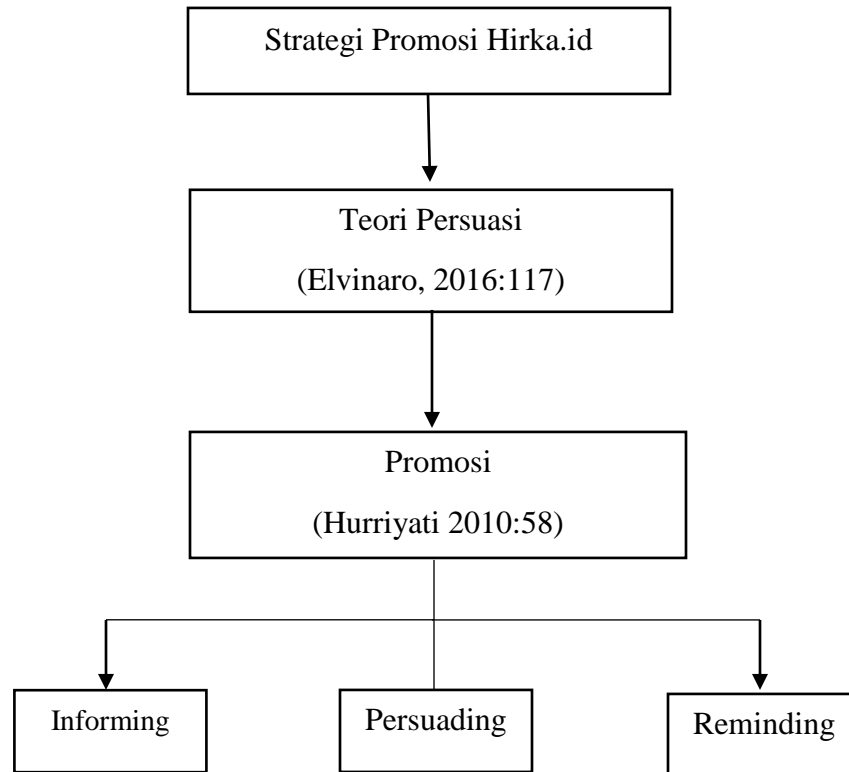 Strategi Promosi Hirka.id
Teori Persuasi
(Elvinaro, 2016:117)
Promosi
(Hurriyati 2010:58)
Informing
Persuading
Reminding